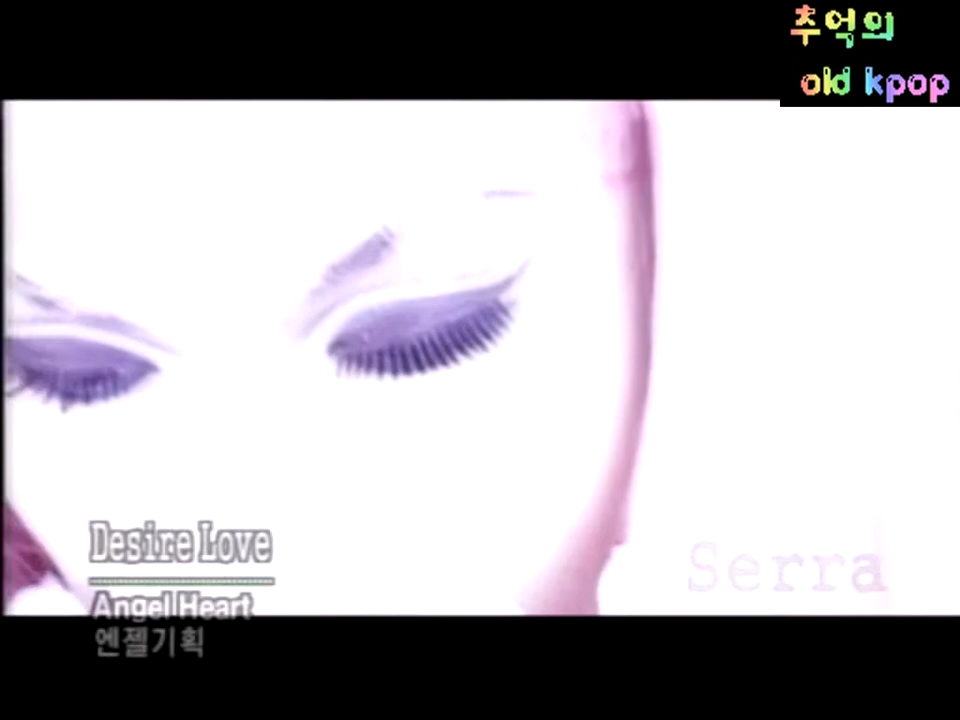 추억의
old kpop
Desire Love
Angel Heart
엔젤기획
Serra